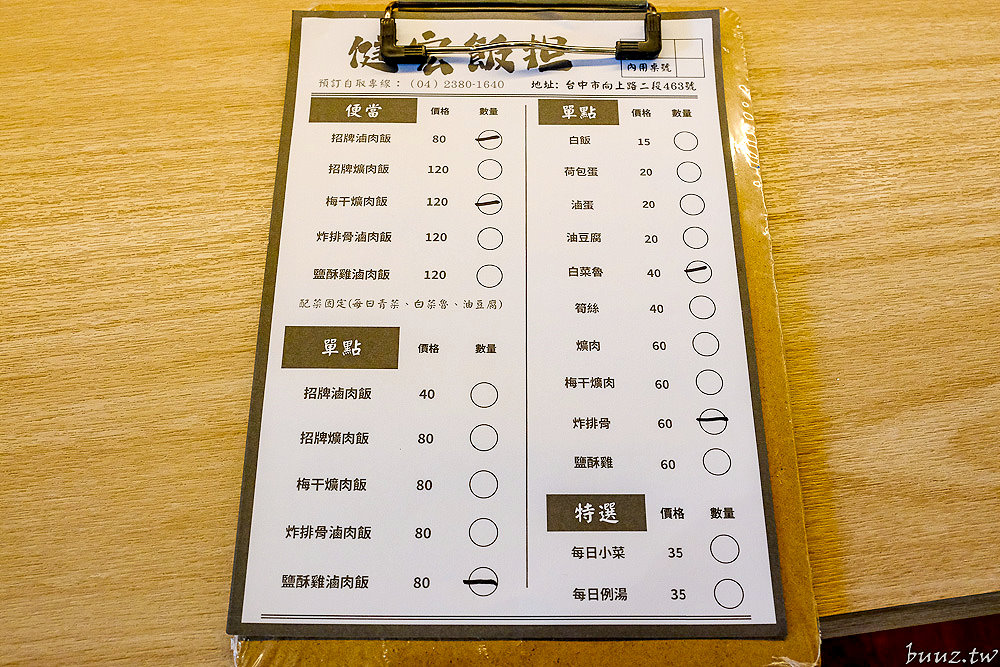 健宏飯担
內用桌號
預訂自取專線：(04) 2380-1640 地址: 台中市向上路二段463號
便當 價格 數量
招牌滷肉飯 80
招牌爌肉飯 120
梅干爌肉飯 120
炸排骨滷肉飯 120
鹽酥雞滷肉飯 120
配菜固定(每日青菜、白菜魯、油豆腐)
單點 價格 數量
招牌滷肉飯 40
招牌爌肉飯 80
梅干爌肉飯 80
炸排骨滷肉飯 80
鹽酥雞滷肉飯 80
單點 價格 數量
白飯 15
荷包蛋 20
滷蛋 20
油豆腐 20
白菜魯 40
筍絲 40
爌肉 60
梅干爌肉 60
炸排骨 60
鹽酥雞 60
特選 價格 數量
每日小菜 35
每日例湯 35
buuz.tw